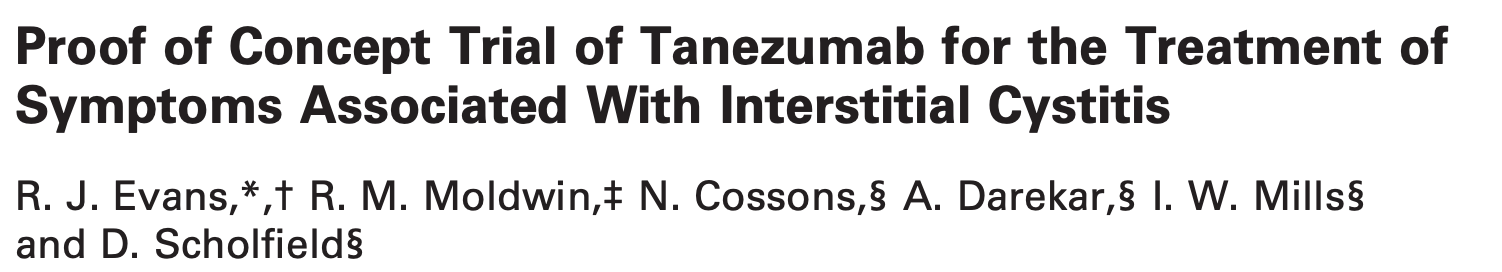 Proof of Concept Trial of Tanezumab for the Treatment of
Symptoms Associated With Interstitial Cystitis
R. J. Evans,*,† R. M. Moldwin,‡ N. Cossons,§ A. Darekar,§ I. W. Mills§
and D. Scholfield§